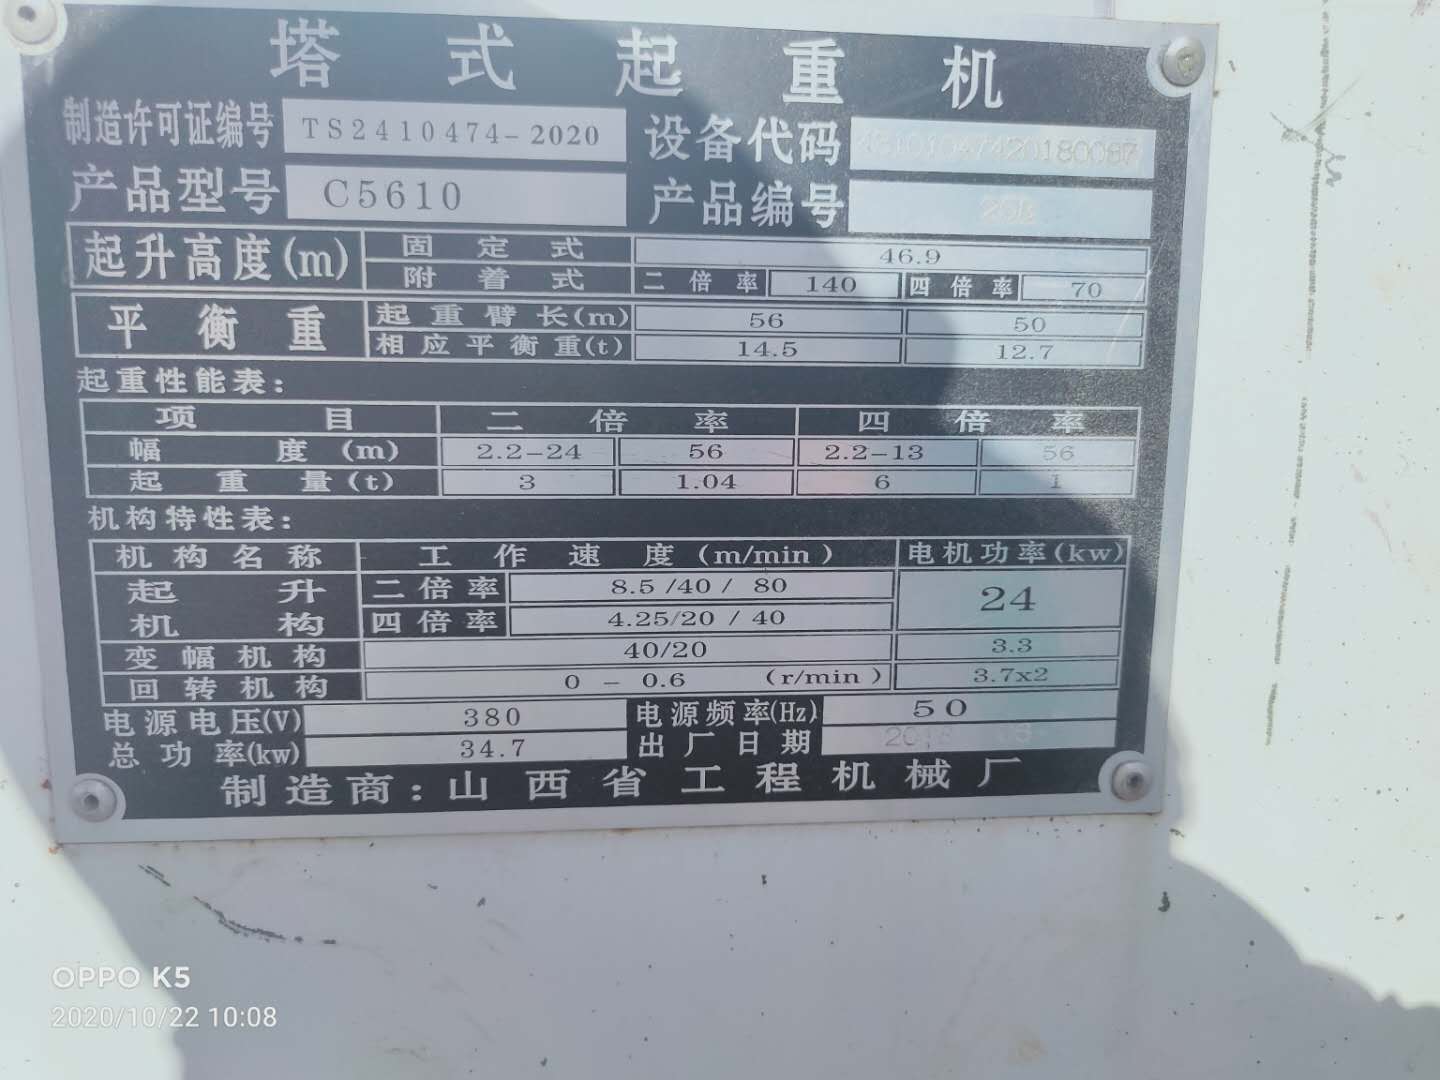 塔式起重机
制造许可证编号 TS2410474-2020 设备代码
产品型号 C5610 产品编号
起升高度(m) 固定式 46.9
附着式 二倍率 140 四倍率 70
平衡重 起重臂长(m) 56 50
相应平衡重(t) 14.5 12.7
起重性能表:
项目 二倍率 四倍率
幅度(m) 2.2-24 56 2.2-13 56
起重量(t) 3 1.04 6 1
机构特性表:
机构名称 工作速度(m/min) 电机功率(kw)
起升机构 二倍率 8.5/40/80 24
四倍率 4.25/20/40
变幅机构 40/20 3.3
回转机构 0-0.6 (r/min) 3.7x2
电源电压(V) 380 电源频率(Hz) 50
总功率(kw) 34.7 出厂日期
制造商:山西省工程机械厂
OPPO K5
2020/10/22 10:08